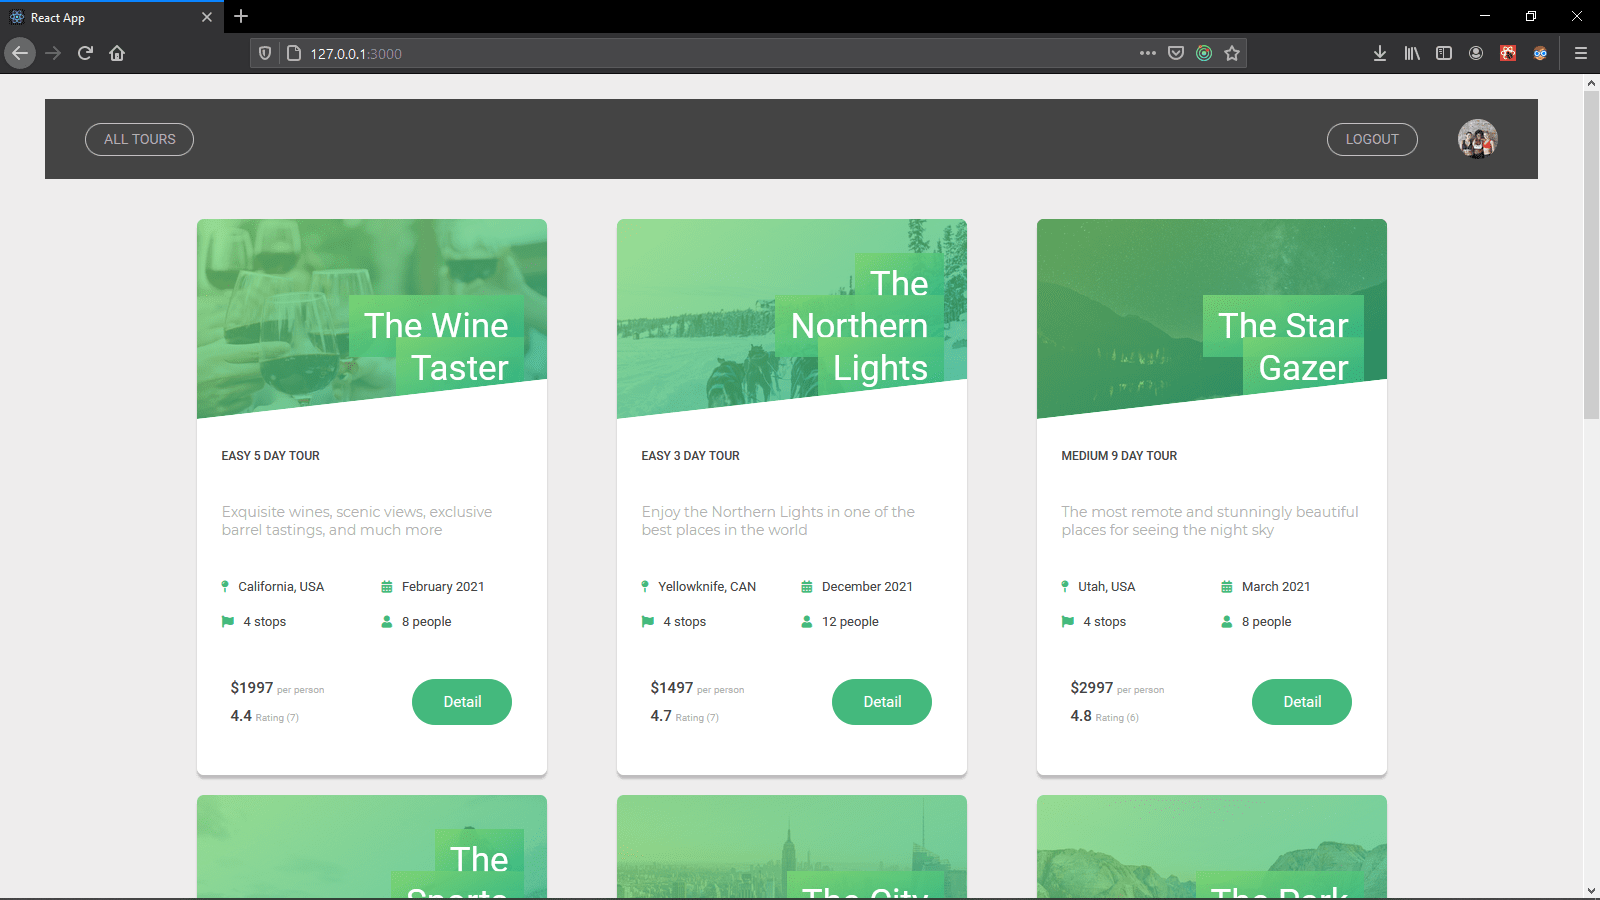 React App
127.0.0.1:3000
ALL TOURS
LOGOUT
The Wine
Taster
EASY 5 DAY TOUR
Exquisite wines, scenic views, exclusive
barrel tastings, and much more
California, USA
February 2021
4 stops
8 people
$1997 per person
4.4 Rating (7)
Detail
The
Northern
Lights
EASY 3 DAY TOUR
Enjoy the Northern Lights in one of the
best places in the world
Yellowknife, CAN
December 2021
4 stops
12 people
$1497 per person
4.7 Rating (7)
Detail
The Star
Gazer
MEDIUM 9 DAY TOUR
The most remote and stunningly beautiful
places for seeing the night sky
Utah, USA
March 2021
4 stops
8 people
$2997 per person
4.8 Rating (6)
Detail
The
Sports
The City
The Park